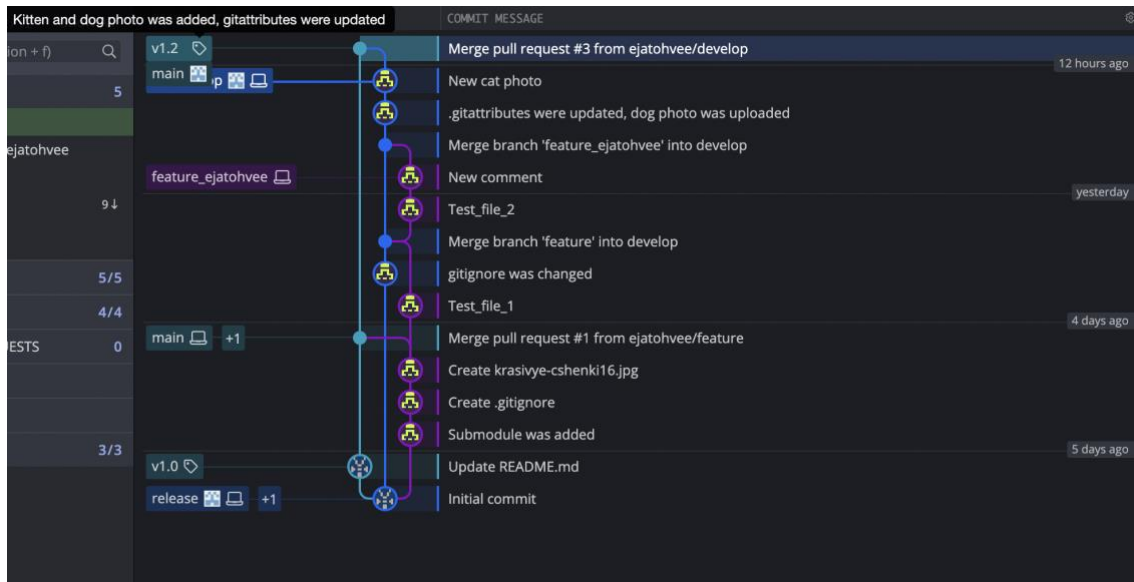 Kitten and dog photo was added, gitattributes were updated
COMMIT MESSAGE
ion + f)
v1.2
Merge pull request #3 from ejatohvee/develop
12 hours ago
main
op
5
New cat photo
.gitattributes were updated, dog photo was uploaded
ejatohvee
Merge branch 'feature_ejatohvee' into develop
feature_ejatohvee
New comment
yesterday
9↓
Test_file_2
Merge branch 'feature' into develop
5/5
gitignore was changed
4/4
Test_file_1
4 days ago
ESTS
0
main
+1
Merge pull request #1 from ejatohvee/feature
Create krasivye-cshenki16.jpg
Create .gitignore
3/3
Submodule was added
5 days ago
v1.0
Update README.md
release
+1
Initial commit